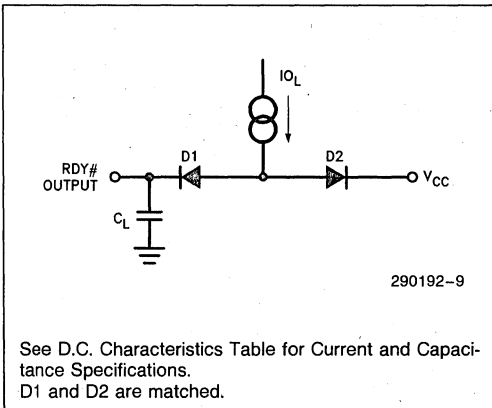 IOL
D1
D2
RDY#
OUTPUT
VCC
CL
290192-9
See D.C. Characteristics Table for Current and Capaci-
tance Specifications.
D1 and D2 are matched.